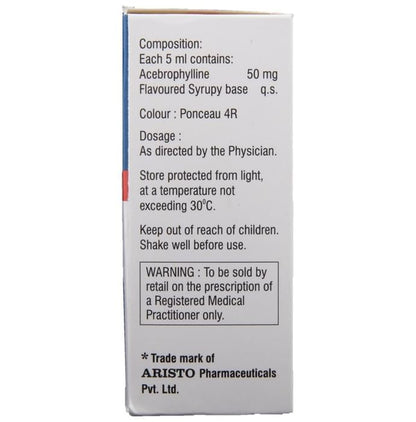 Composition:
Each 5 ml contains:
Acebrophylline 50 mg
Flavoured Syrupy base q.s.
Colour : Ponceau 4R
Dosage :
As directed by the Physician.
Store protected from light,
at a temperature not
exceeding 30°C.
Keep out of reach of children.
Shake well before use.
WARNING : To be sold by
retail on the prescription of
a Registered Medical
Practitioner only.
* Trade mark of
ARISTO Pharmaceuticals
Pvt. Ltd.